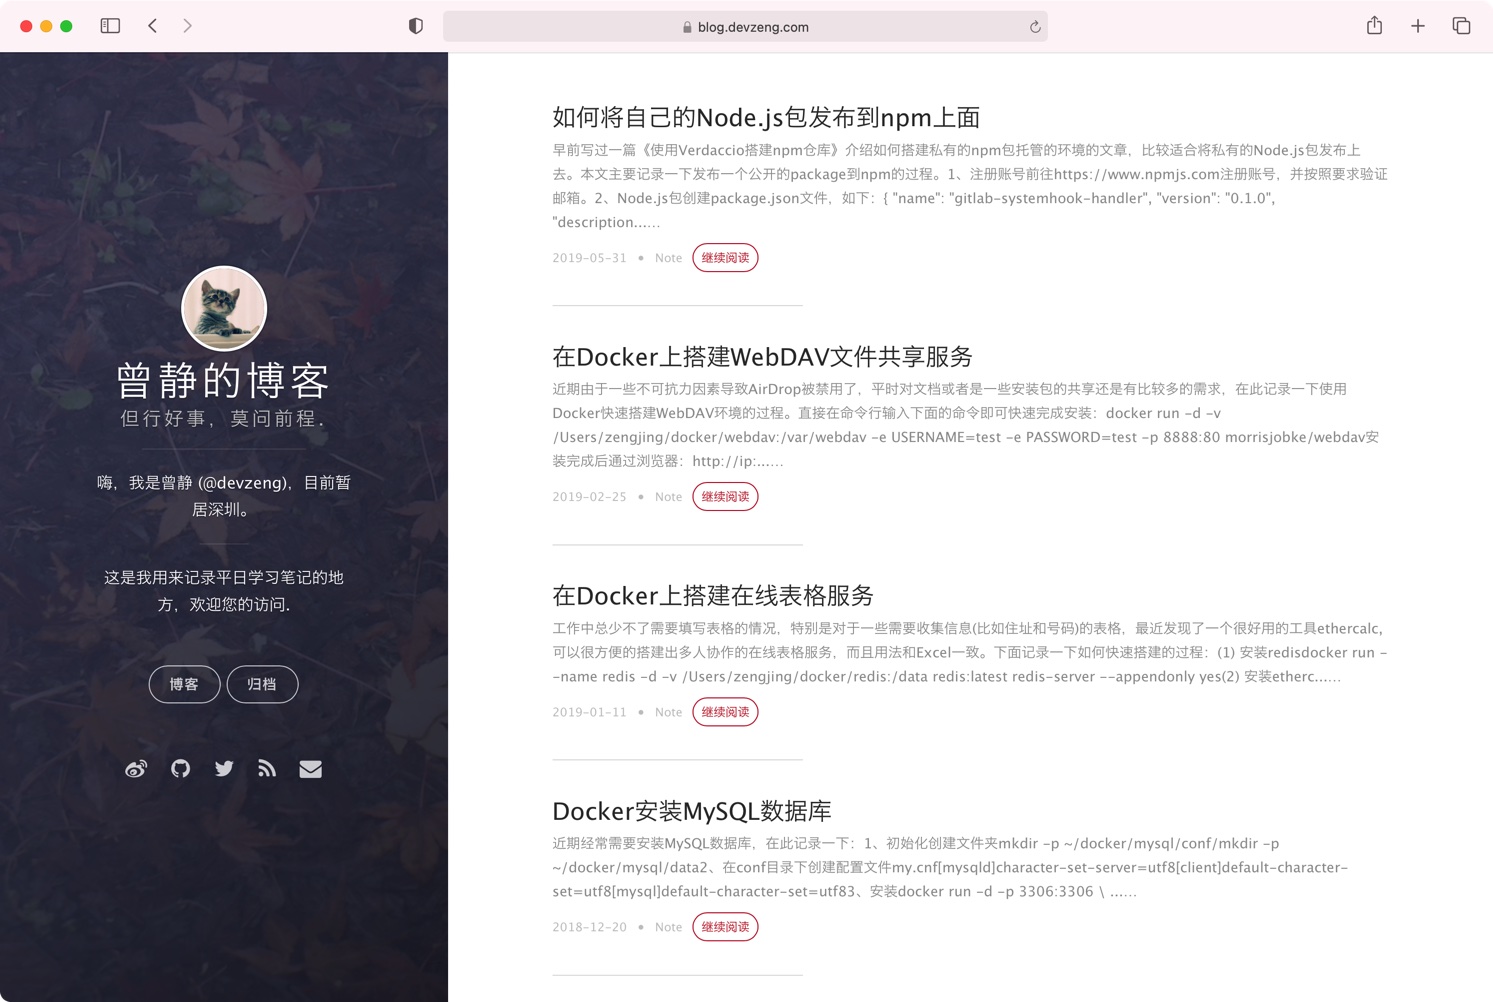 blog.devzeng.com
曾静的博客
但行好事，莫问前程.
嗨，我是曾静 (@devzeng)，目前暂
居深圳。
这是我用来记录平日学习笔记的地
方，欢迎您的访问.
博客 归档
如何将自己的Node.js包发布到npm上面
早前写过一篇《使用Verdaccio搭建npm仓库》介绍如何搭建私有的npm包托管的环境的文章，比较适合将私有的Node.js包发布上
去。本文主要记录一下发布一个公开的package到npm的过程。1、注册账号前往https://www.npmjs.com注册账号，并按照要求验证
邮箱。2、Node.js包创建package.json文件，如下：{ "name": "gitlab-systemhook-handler", "version": "0.1.0",
"description...…
2019-05-31 • Note 继续阅读
在Docker上搭建WebDAV文件共享服务
近期由于一些不可抗力因素导致AirDrop被禁用了，平时对文档或者是一些安装包的共享还是有比较多的需求，在此记录一下使用
Docker快速搭建WebDAV环境的过程。直接在命令行输入下面的命令即可快速完成安装：docker run -d -v
/Users/zengjing/docker/webdav:/var/webdav -e USERNAME=test -e PASSWORD=test -p 8888:80 morrisjobke/webdav安
装完成后通过浏览器：http://ip:...…
2019-02-25 • Note 继续阅读
在Docker上搭建在线表格服务
工作中总少不了需要填写表格的情况，特别是对于一些需要收集信息(比如住址和号码)的表格，最近发现了一个很好用的工具ethercalc,
可以很方便的搭建出多人协作的在线表格服务，而且用法和Excel一致。下面记录一下如何快速搭建的过程：(1) 安装redisdocker run -
-name redis -d -v /Users/zengjing/docker/redis:/data redis:latest redis-server --appendonly yes(2) 安装etherc...…
2019-01-11 • Note 继续阅读
Docker安装MySQL数据库
近期经常需要安装MySQL数据库，在此记录一下：1、初始化创建文件夹mkdir -p ~/docker/mysql/conf/mkdir -p
~/docker/mysql/data2、在conf目录下创建配置文件my.cnf[mysqld]character-set-server=utf8[client]default-character-
set=utf8[mysql]default-character-set=utf83、安装docker run -d -p 3306:3306 \ ...…
2018-12-20 • Note 继续阅读